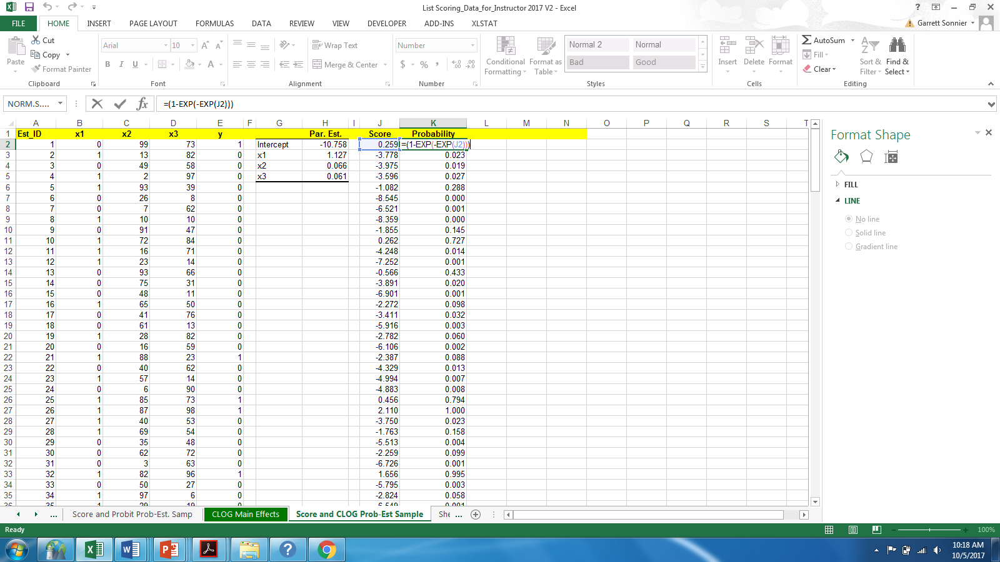 List Scoring_Data_for_Instructor 2017 V2 - Excel
FILE HOME INSERT PAGE LAYOUT FORMULAS DATA REVIEW VIEW DEVELOPER ADD-INS XLSTAT Garrett Sonnier
Paste Cut Copy Format Painter Clipboard
Arial 10 B I U A A A Font
Wrap Text Merge & Center Alignment
Number $ % , Number
Conditional Formatting Format as Table Normal 2 Normal Bad Good Styles
Insert Delete Format Cells
AutoSum Fill Clear Sort & Filter Find & Select Editing
NORM.S.... fx =(1-EXP(-EXP(J2)))
A B C D E F G H I J K L M N O P Q R S T
1 Est_ID x1 x2 x3 y Par. Est. Score Probability
2 1 0 99 73 1 Intercept -10.758 0.259 =(1-EXP(-EXP(J2)))
3 2 1 13 82 0 x1 1.127 -3.778 0.023
4 3 0 49 58 0 x2 0.066 -3.975 0.019
5 4 1 2 97 0 x3 0.061 -3.596 0.027
6 5 1 93 39 0 -1.082 0.288
7 6 0 26 8 0 -8.545 0.000
8 7 0 7 62 0 -6.521 0.001
9 8 1 10 10 0 -8.359 0.000
10 9 0 91 47 0 -1.855 0.145
11 10 1 72 84 0 0.262 0.727
12 11 1 16 71 0 -4.248 0.014
13 12 1 23 14 0 -7.252 0.001
14 13 0 93 66 0 -0.566 0.433
15 14 0 75 31 0 -3.891 0.020
16 15 0 48 11 0 -6.901 0.001
17 16 1 65 50 0 -2.272 0.098
18 17 0 41 76 0 -3.411 0.032
19 18 0 61 13 0 -5.916 0.003
20 19 1 28 82 0 -2.782 0.060
21 20 0 16 59 0 -6.106 0.002
22 21 1 88 23 1 -2.387 0.088
23 22 0 40 62 0 -4.329 0.013
24 23 1 57 14 0 -4.994 0.007
25 24 0 6 90 0 -4.883 0.008
26 25 1 85 73 1 0.456 0.794
27 26 1 87 98 1 2.110 1.000
28 27 1 40 53 0 -3.750 0.023
29 28 1 69 54 0 -1.763 0.158
30 29 0 35 48 0 -5.513 0.004
31 30 0 62 72 0 -2.259 0.099
32 31 0 3 63 0 -6.726 0.001
33 32 1 82 96 1 1.656 0.995
34 33 0 50 27 0 -5.795 0.003
35 34 1 97 6 0 -2.824 0.058
Format Shape
FILL
LINE
No line
Solid line
Gradient line
... Score and Probit Prob-Est. Samp CLOG Main Effects Score and CLOG Prob-Est Sample She ...
Ready 100%
10:18 AM
10/5/2017